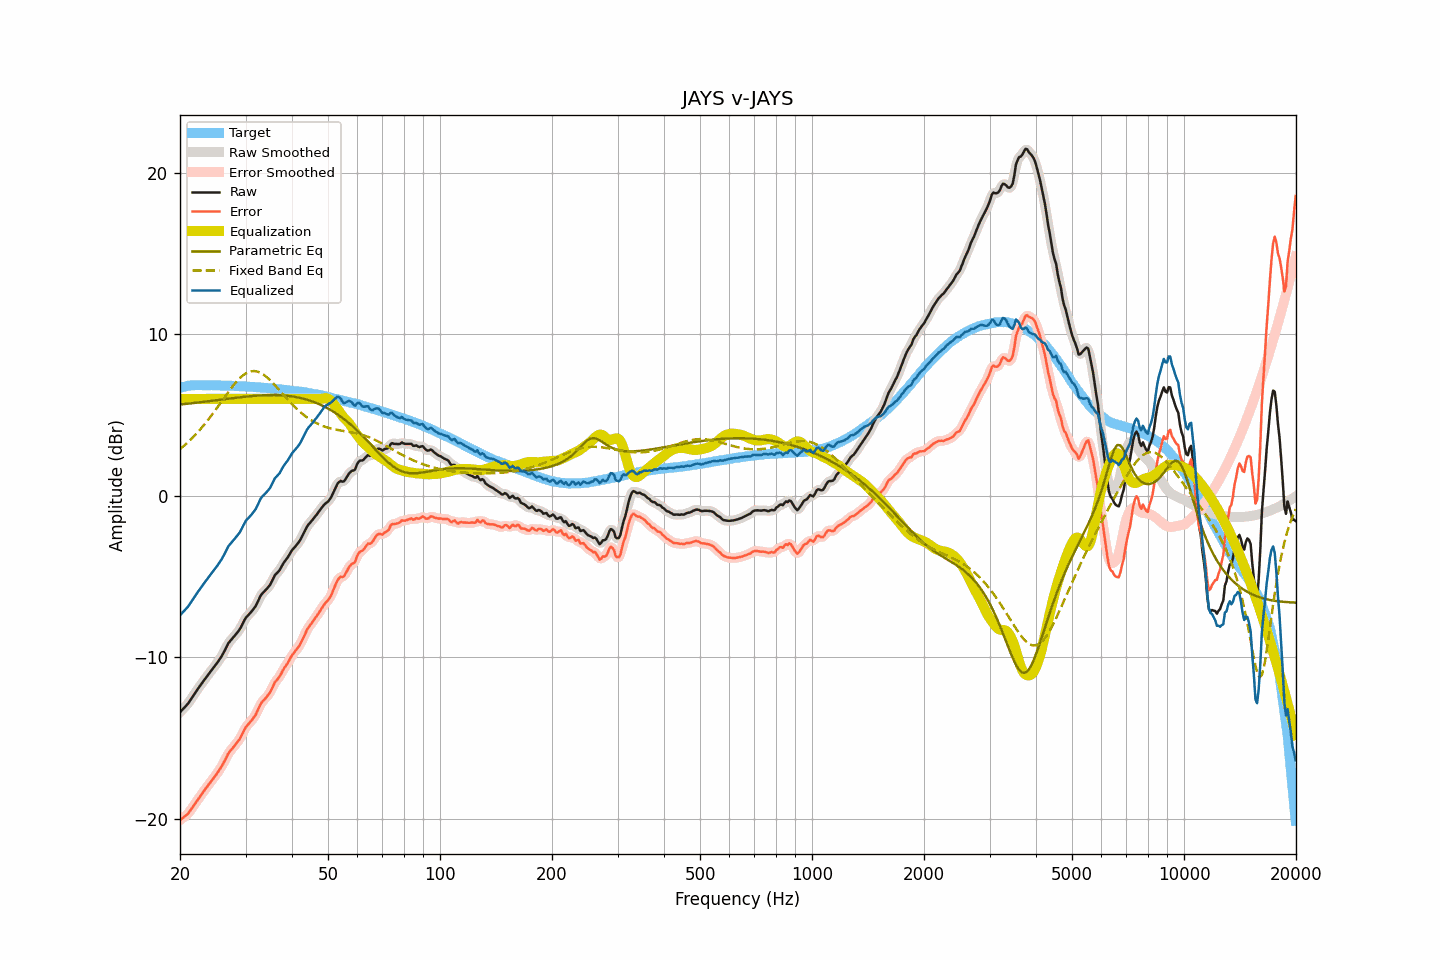 JAYS v-JAYS
Target
Raw Smoothed
Error Smoothed
Raw
Error
Equalization
Parametric Eq
Fixed Band Eq
Equalized
20
10
0
−10
−20
Amplitude (dBr)
20 50 100 200 500 1000 2000 5000 10000 20000
Frequency (Hz)